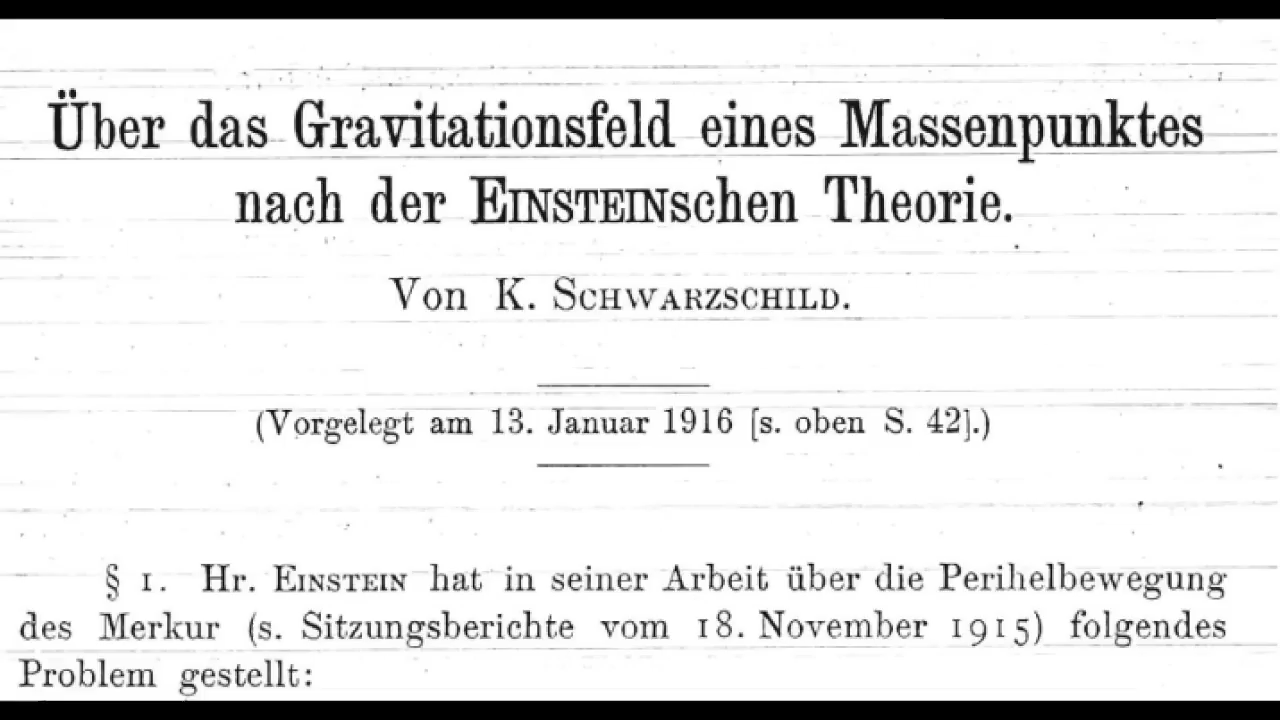 Über das Gravitationsfeld eines Massenpunktes
nach der EINSTEINschen Theorie.
Von K. SCHWARZSCHILD.
(Vorgelegt am 13. Januar 1916 [s. oben S. 42].)
§ 1. Hr. EINSTEIN hat in seiner Arbeit über die Perihelbewegung
des Merkur (s. Sitzungsberichte vom 18. November 1915) folgendes
Problem gestellt: